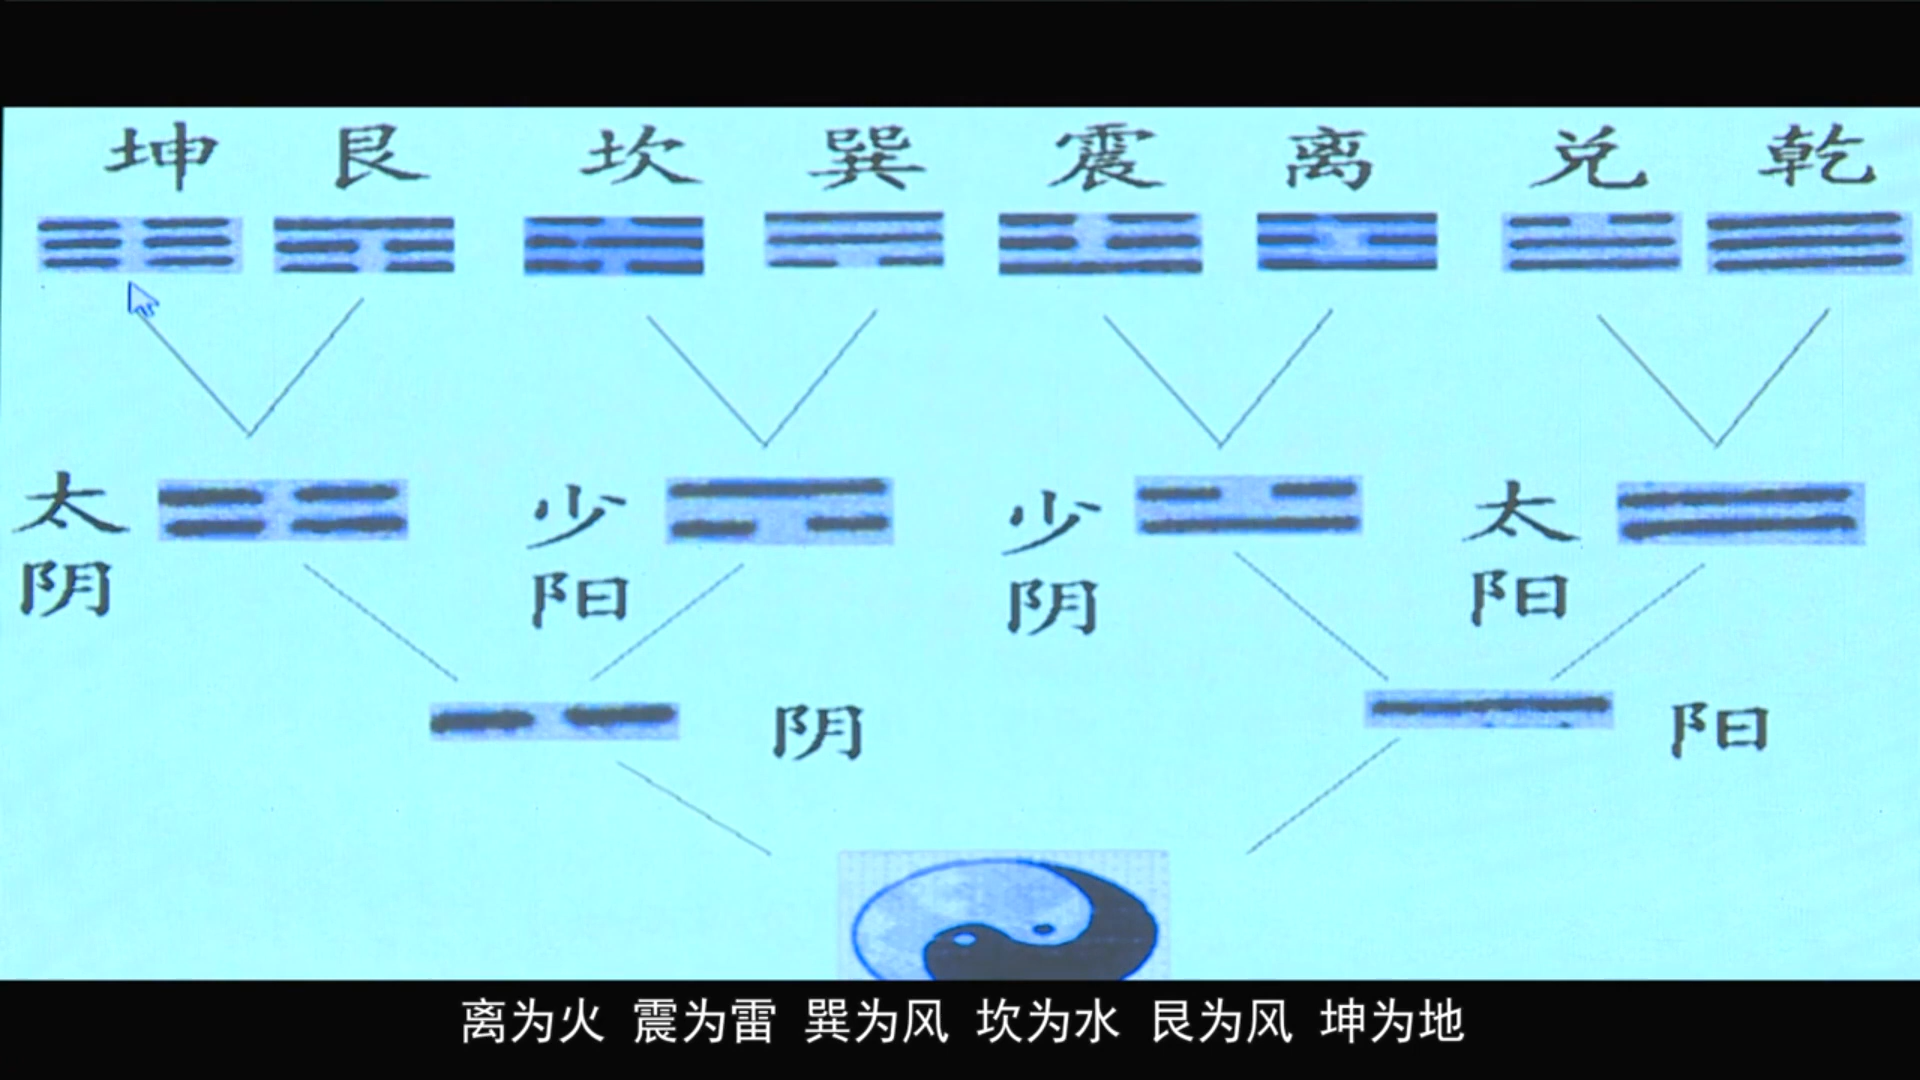 坤 艮 坎 巽 震 离 兑 乾
太阴 少阳 少阴 太阳
阴 阳
离为火 震为雷 巽为风 坎为水 艮为风 坤为地